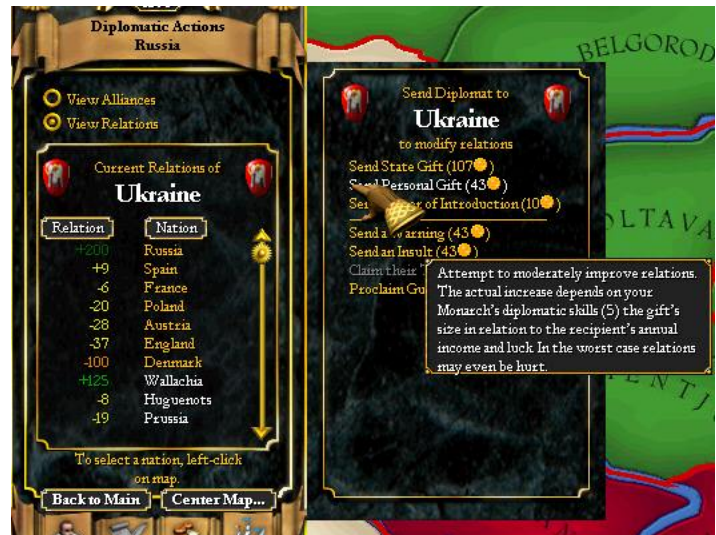 Diplomatic Actions
Russia
View Alliances
View Relations
Current Relations of
Ukraine
Relation Nation
+200 Russia
+9 Spain
-6 France
-20 Poland
-28 Austria
-37 England
-100 Denmark
+125 Wallachia
-8 Huguenots
-19 Prussia
To select a nation, left-click
on map.
Back to Main Center Map...
Send Diplomat to
Ukraine
to modify relations
Send State Gift (107)
Send Personal Gift (43)
of Introduction (10)
Send a Warning (43)
Send an Insult (43)
Claim their
Proclaim Gu
Attempt to moderately improve relations.
The actual increase depends on your
Monarch's diplomatic skills (5) the gift's
size in relation to the recipient's annual
income and luck. In the worst case relations
may even be hurt.
BELGOROD
LTAVA